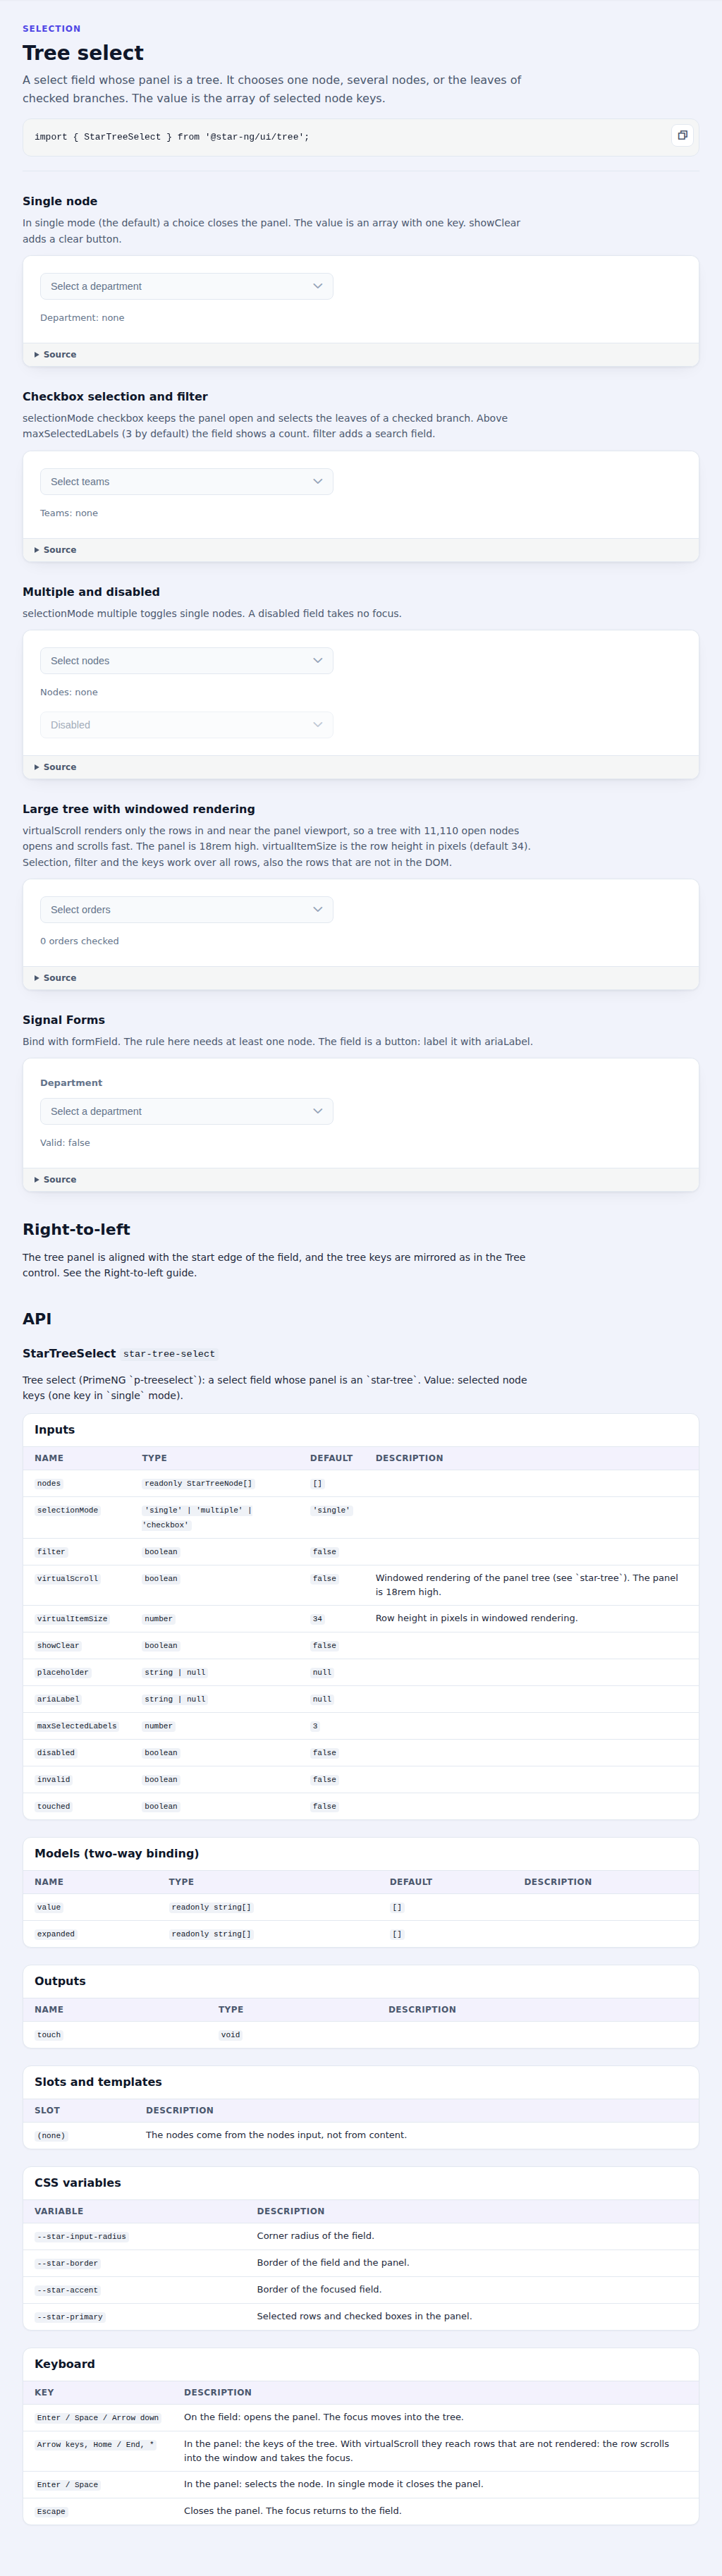 SELECTION
Tree select
A select field whose panel is a tree. It chooses one node, several nodes, or the leaves of
checked branches. The value is the array of selected node keys.
import { StarTreeSelect } from '@star-ng/ui/tree';
Single node
In single mode (the default) a choice closes the panel. The value is an array with one key. showClear
adds a clear button.
Select a department
Department: none
Source
Checkbox selection and filter
selectionMode checkbox keeps the panel open and selects the leaves of a checked branch. Above
maxSelectedLabels (3 by default) the field shows a count. filter adds a search field.
Select teams
Teams: none
Source
Multiple and disabled
selectionMode multiple toggles single nodes. A disabled field takes no focus.
Select nodes
Nodes: none
Disabled
Source
Large tree with windowed rendering
virtualScroll renders only the rows in and near the panel viewport, so a tree with 11,110 open nodes
opens and scrolls fast. The panel is 18rem high. virtualItemSize is the row height in pixels (default 34).
Selection, filter and the keys work over all rows, also the rows that are not in the DOM.
Select orders
0 orders checked
Source
Signal Forms
Bind with formField. The rule here needs at least one node. The field is a button: label it with ariaLabel.
Department
Select a department
Valid: false
Source
Right-to-left
The tree panel is aligned with the start edge of the field, and the tree keys are mirrored as in the Tree
control. See the Right-to-left guide.
API
StarTreeSelect star-tree-select
Tree select (PrimeNG `p-treeselect`): a select field whose panel is an `star-tree`. Value: selected node
keys (one key in `single` mode).
Inputs
NAME TYPE DEFAULT DESCRIPTION
nodes readonly StarTreeNode[] []
selectionMode 'single' | 'multiple' | 'single'
'checkbox'
filter boolean false
virtualScroll boolean false Windowed rendering of the panel tree (see `star-tree`). The panel
is 18rem high.
virtualItemSize number 34 Row height in pixels in windowed rendering.
showClear boolean false
placeholder string | null null
ariaLabel string | null null
maxSelectedLabels number 3
disabled boolean false
invalid boolean false
touched boolean false
Models (two-way binding)
NAME TYPE DEFAULT DESCRIPTION
value readonly string[] []
expanded readonly string[] []
Outputs
NAME TYPE DESCRIPTION
touch void
Slots and templates
SLOT DESCRIPTION
(none) The nodes come from the nodes input, not from content.
CSS variables
VARIABLE DESCRIPTION
--star-input-radius Corner radius of the field.
--star-border Border of the field and the panel.
--star-accent Border of the focused field.
--star-primary Selected rows and checked boxes in the panel.
Keyboard
KEY DESCRIPTION
Enter / Space / Arrow down On the field: opens the panel. The focus moves into the tree.
Arrow keys, Home / End, * In the panel: the keys of the tree. With virtualScroll they reach rows that are not rendered: the row scrolls
into the window and takes the focus.
Enter / Space In the panel: selects the node. In single mode it closes the panel.
Escape Closes the panel. The focus returns to the field.